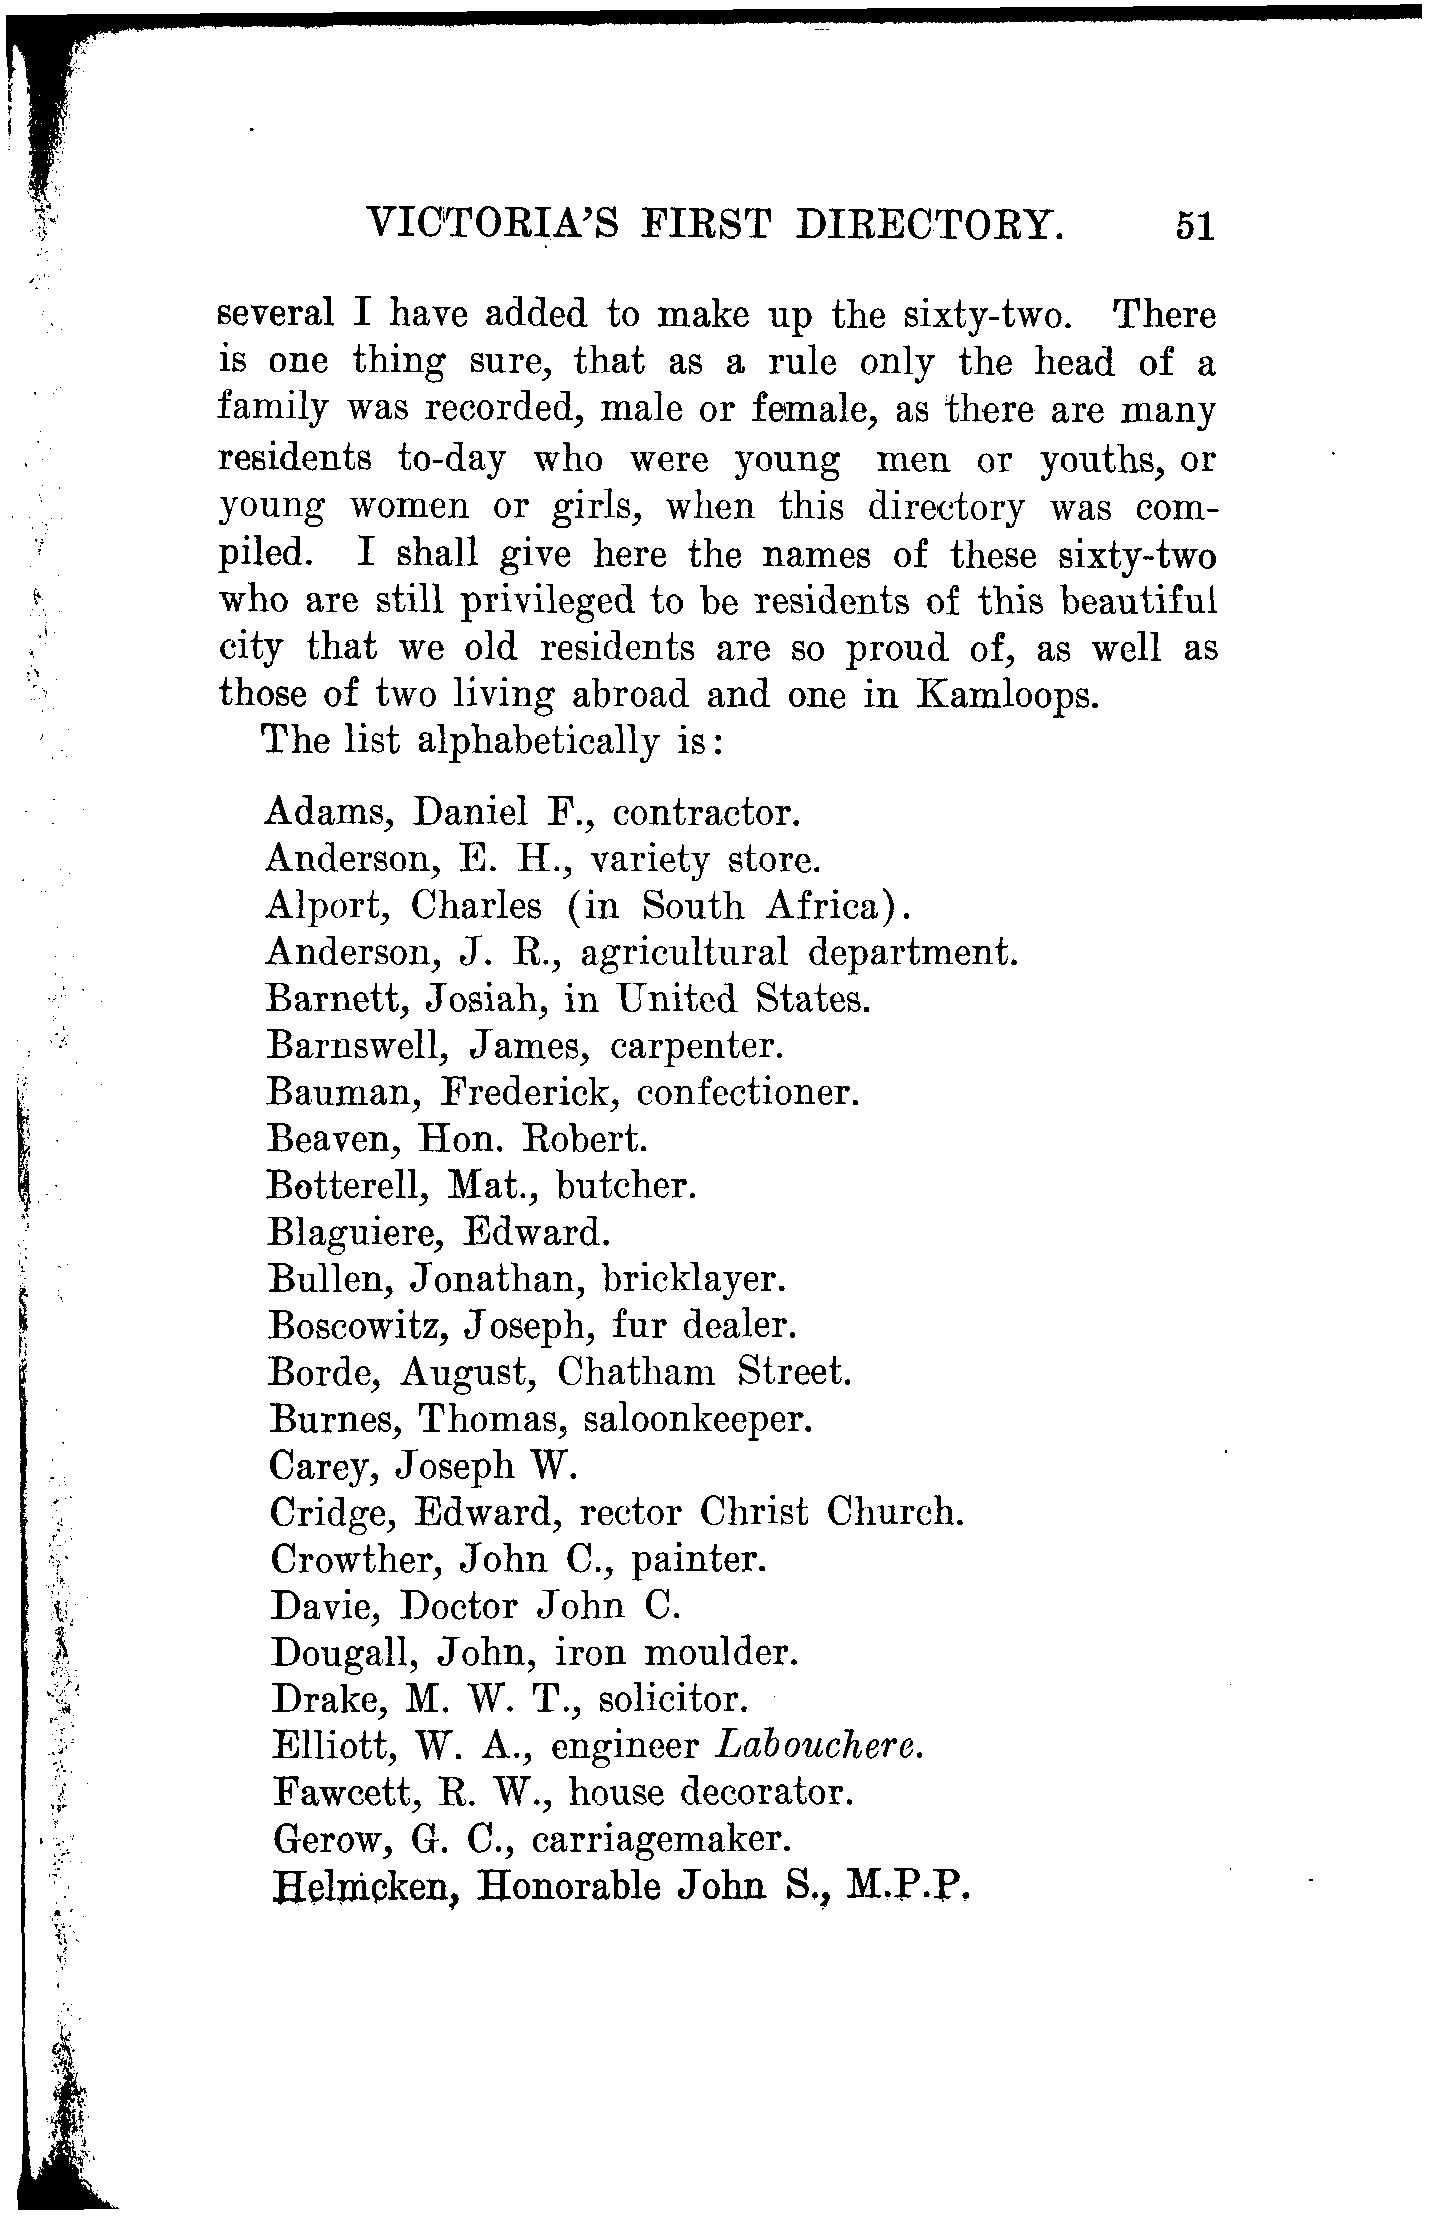 VICTORIA'S FIRST DIRECTORY. 51
several I have added to make up the sixty-two. There
is one thing sure, that as a rule only the head of a
family was recorded, male or female, as there are many
residents to-day who were young men or youths, or
young women or girls, when this directory was com-
piled. I shall give here the names of these sixty-two
who are still privileged to be residents of this beautiful
city that we old residents are so proud of, as well as
those of two living abroad and one in Kamloops.
The list alphabetically is:
Adams, Daniel F., contractor.
Anderson, E. H., variety store.
Alport, Charles (in South Africa).
Anderson, J. R., agricultural department.
Barnett, Josiah, in United States.
Barnswell, James, carpenter.
Bauman, Frederick, confectioner.
Beaven, Hon. Robert.
Botterell, Mat., butcher.
Blaguiere, Edward.
Bullen, Jonathan, bricklayer.
Boscowitz, Joseph, fur dealer.
Borde, August, Chatham Street.
Burnes, Thomas, saloonkeeper.
Carey, Joseph W.
Cridge, Edward, rector Christ Church.
Crowther, John C., painter.
Davie, Doctor John C.
Dougall, John, iron moulder.
Drake, M. W. T., solicitor.
Elliott, W. A., engineer Labouchere.
Fawcett, R. W., house decorator.
Gerow, G. C., carriagemaker.
Helmcken, Honorable John S., M.P.P.